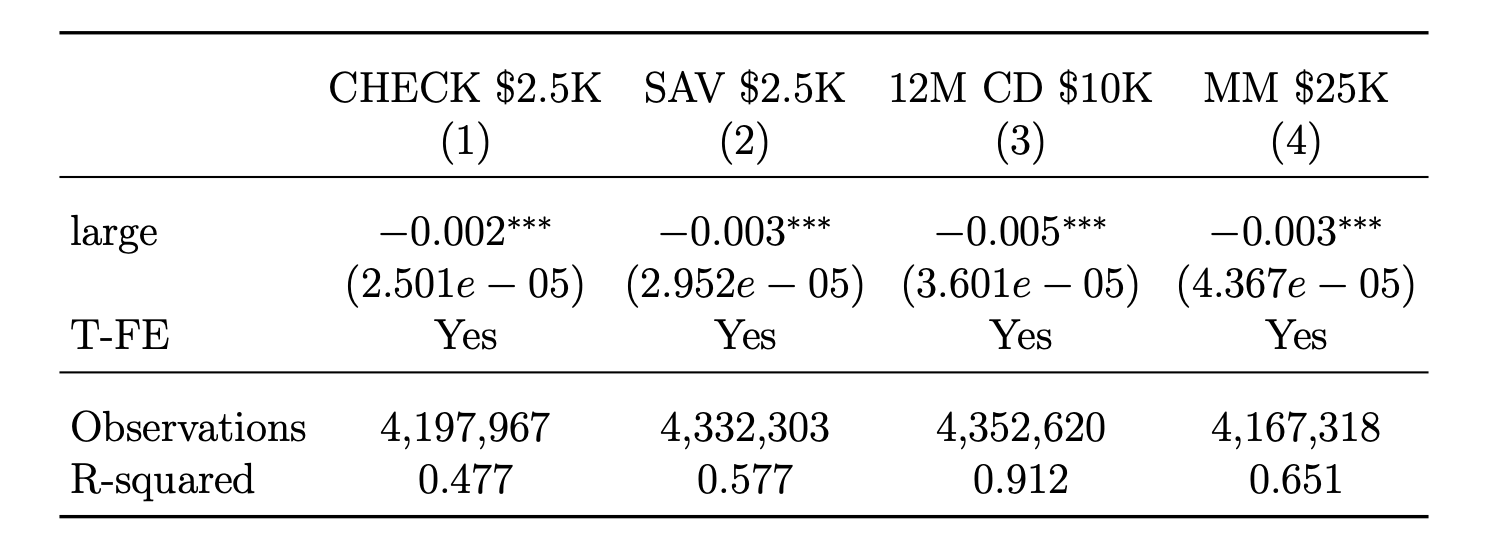 CHECK $2.5K SAV $2.5K 12M CD $10K MM $25K
(1) (2) (3) (4)
large −0.002*** −0.003*** −0.005*** −0.003***
(2.501e − 05) (2.952e − 05) (3.601e − 05) (4.367e − 05)
T-FE Yes Yes Yes Yes
Observations 4,197,967 4,332,303 4,352,620 4,167,318
R-squared 0.477 0.577 0.912 0.651